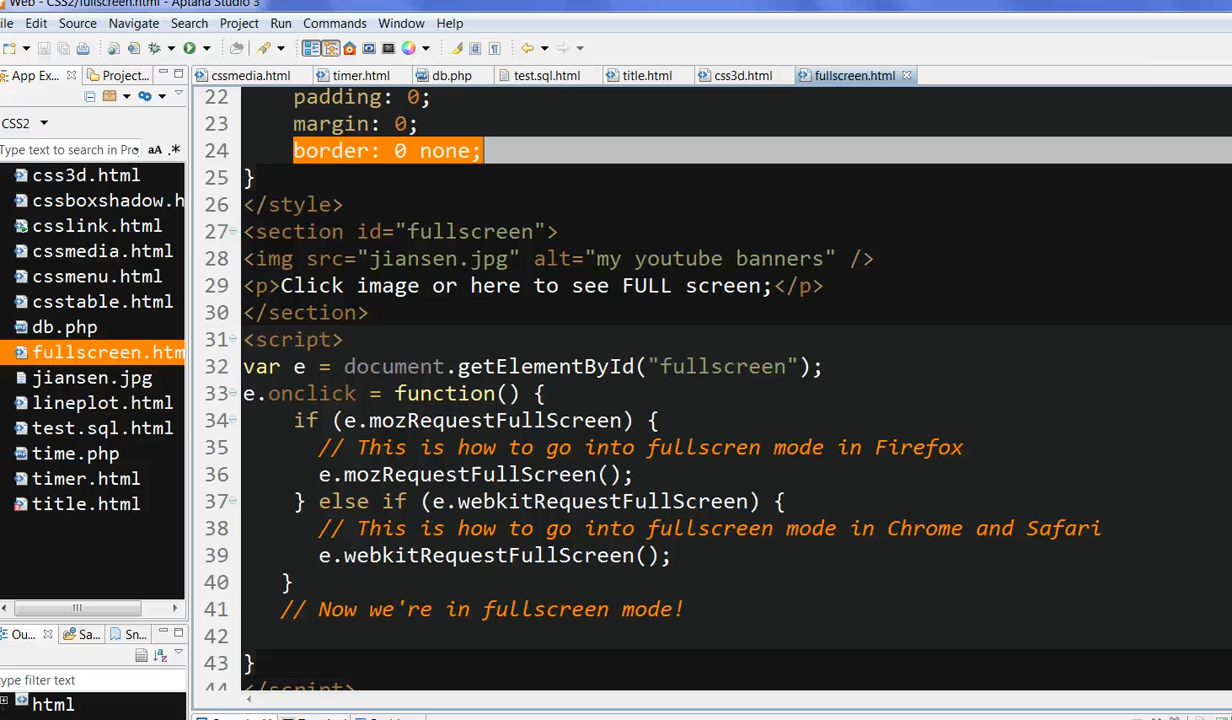 Web - CSS2/fullscreen.html - Aptana Studio 3
ile Edit Source Navigate Search Project Run Commands Window Help
App Ex... Project...
cssmedia.html timer.html db.php test.sql.html title.html css3d.html fullscreen.html
CSS2
Type text to search in Pro aA .*
css3d.html
cssboxshadow.h
csslink.html
cssmedia.html
cssmenu.html
csstable.html
db.php
fullscreen.htm
jiansen.jpg
lineplot.html
test.sql.html
time.php
timer.html
title.html
Ou... Sa... Sn...
type filter text
html
22 padding: 0;
23 margin: 0;
24 border: 0 none;
25 }
26 </style>
27 <section id="fullscreen">
28 <img src="jiansen.jpg" alt="my youtube banners" />
29 <p>Click image or here to see FULL screen;</p>
30 </section>
31 <script>
32 var e = document.getElementById("fullscreen");
33 e.onclick = function() {
34 if (e.mozRequestFullScreen) {
35 // This is how to go into fullscren mode in Firefox
36 e.mozRequestFullScreen();
37 } else if (e.webkitRequestFullScreen) {
38 // This is how to go into fullscreen mode in Chrome and Safari
39 e.webkitRequestFullScreen();
40 }
41 // Now we're in fullscreen mode!
42
43 }
44 </script>